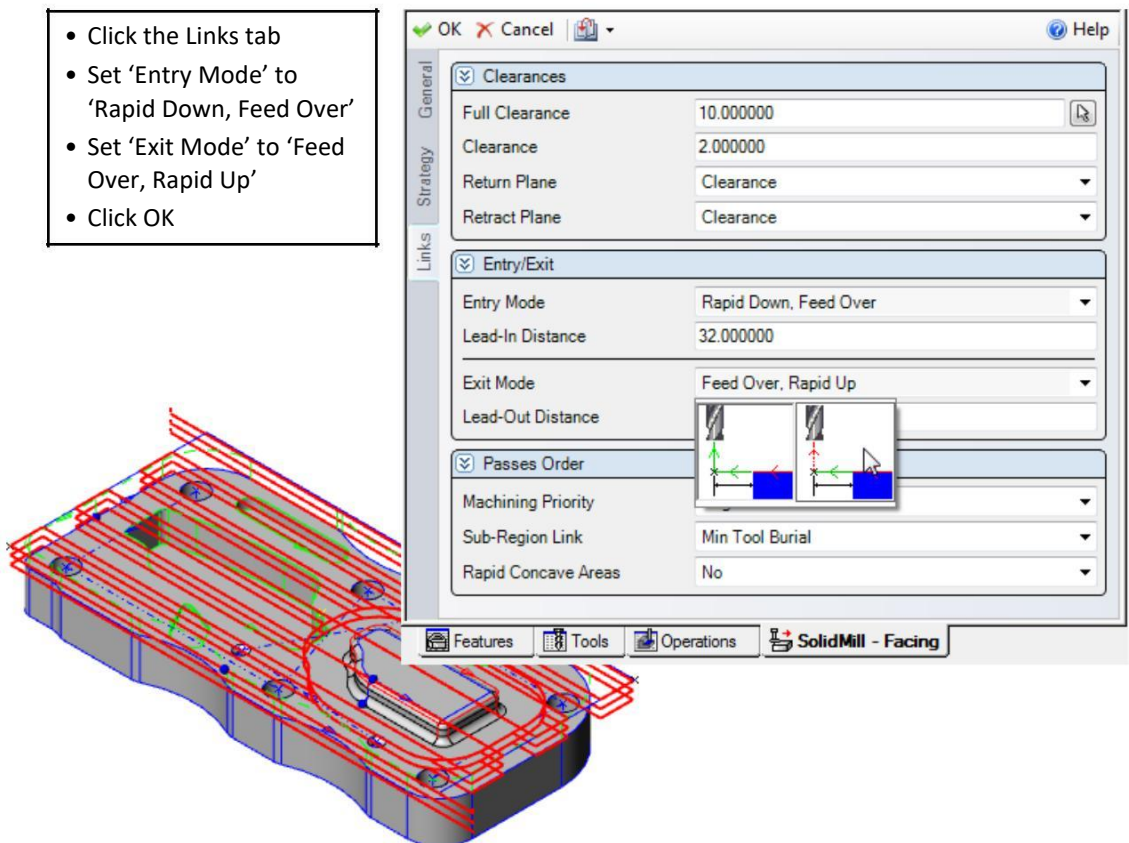 • Click the Links tab
• Set ‘Entry Mode’ to
‘Rapid Down, Feed Over’
• Set ‘Exit Mode’ to ‘Feed
Over, Rapid Up’
• Click OK
OK Cancel Help
General
Strategy
Links
Clearances
Full Clearance 10.000000
Clearance 2.000000
Return Plane Clearance
Retract Plane Clearance
Entry/Exit
Entry Mode Rapid Down, Feed Over
Lead-In Distance 32.000000
Exit Mode Feed Over, Rapid Up
Lead-Out Distance
Passes Order
Machining Priority
Sub-Region Link Min Tool Burial
Rapid Concave Areas No
Features Tools Operations SolidMill - Facing